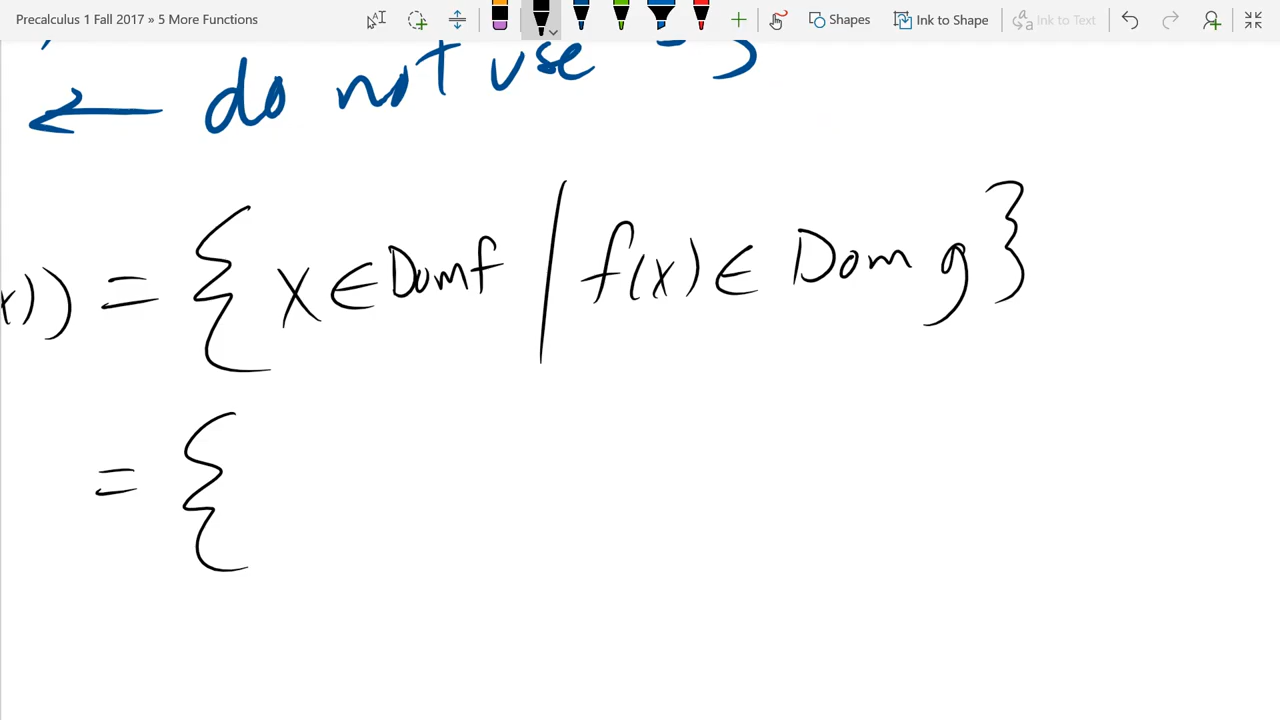 Precalculus 1 Fall 2017 » 5 More Functions
Shapes
Ink to Shape
Ink to Text
← do not use
x)) = { x ∈ Dom f | f(x) ∈ Dom g }
= {